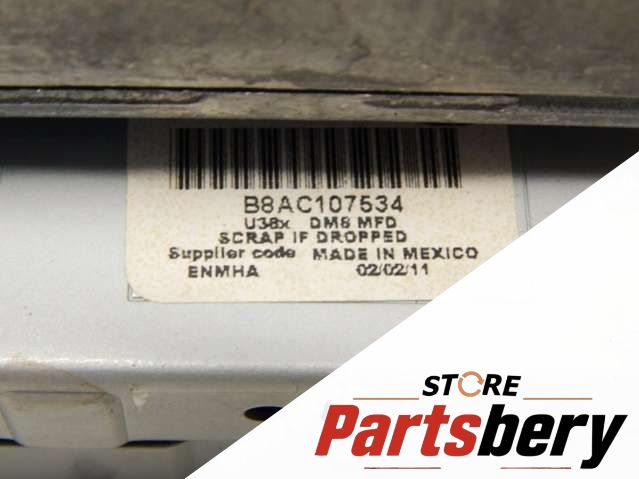 B8AC107534
U38x DM8 MFD
SCRAP IF DROPPED
Supplier code MADE IN MEXICO
ENMHA 02/02/11
STORE
Partsbery